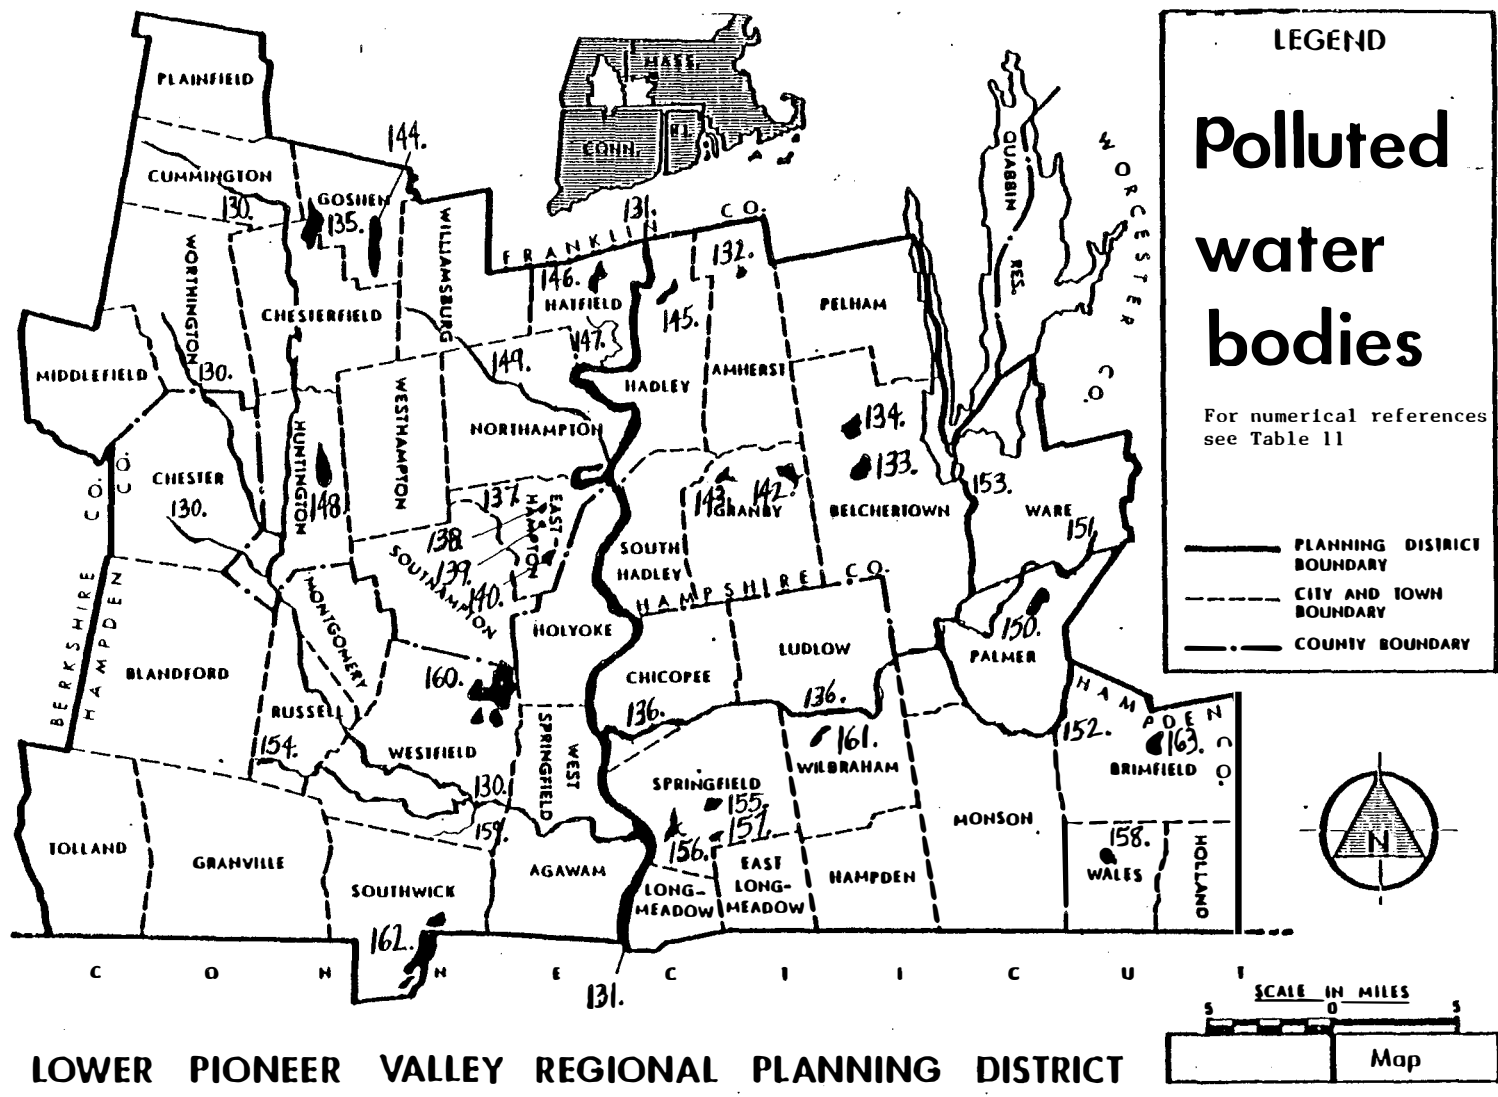 LEGEND
Polluted
water
bodies
For numerical references
see Table 11
PLANNING DISTRICT
BOUNDARY
CITY AND TOWN
BOUNDARY
COUNTY BOUNDARY
MASS.
CONN.
R.I.
PLAINFIELD
144.
CUMMINGTON
130.
GOSHEN
135.
WILLIAMSBURG
FRANKLIN CO.
131.
132.
146.
HATFIELD
145.
147.
PELHAM
QUABBIN RES.
WORCESTER CO.
WORTHINGTON
CHESTERFIELD
MIDDLEFIELD
130.
149.
HADLEY
AMHERST
WESTHAMPTON
NORTHAMPTON
134.
133.
HUNTINGTON
148.
CHESTER
130.
137.
138.
139.
140.
EAST-
HAMPTON
SOUTHAMPTON
143.
142.
GRANBY
BELCHERTOWN
153.
WARE
151.
SOUTH
HADLEY
HAMPSHIRE CO.
BERKSHIRE CO.
HAMPDEN CO.
MONTGOMERY
HOLYOKE
150.
PALMER
BLANDFORD
160.
CHICOPEE
LUDLOW
RUSSELL
136.
136.
HAMPDEN CO.
154.
WESTFIELD
WEST
SPRINGFIELD
161.
WILBRAHAM
152.
163.
BRIMFIELD
130.
SPRINGFIELD
155.
157.
156.
159.
MONSON
158.
WALES
HOLLAND
TOLLAND
GRANVILLE
SOUTHWICK
AGAWAM
LONG-
MEADOW
EAST
LONG-
MEADOW
HAMPDEN
N
162.
CONNECTICUT
131.
SCALE IN MILES
5 0 5
Map
LOWER PIONEER VALLEY REGIONAL PLANNING DISTRICT